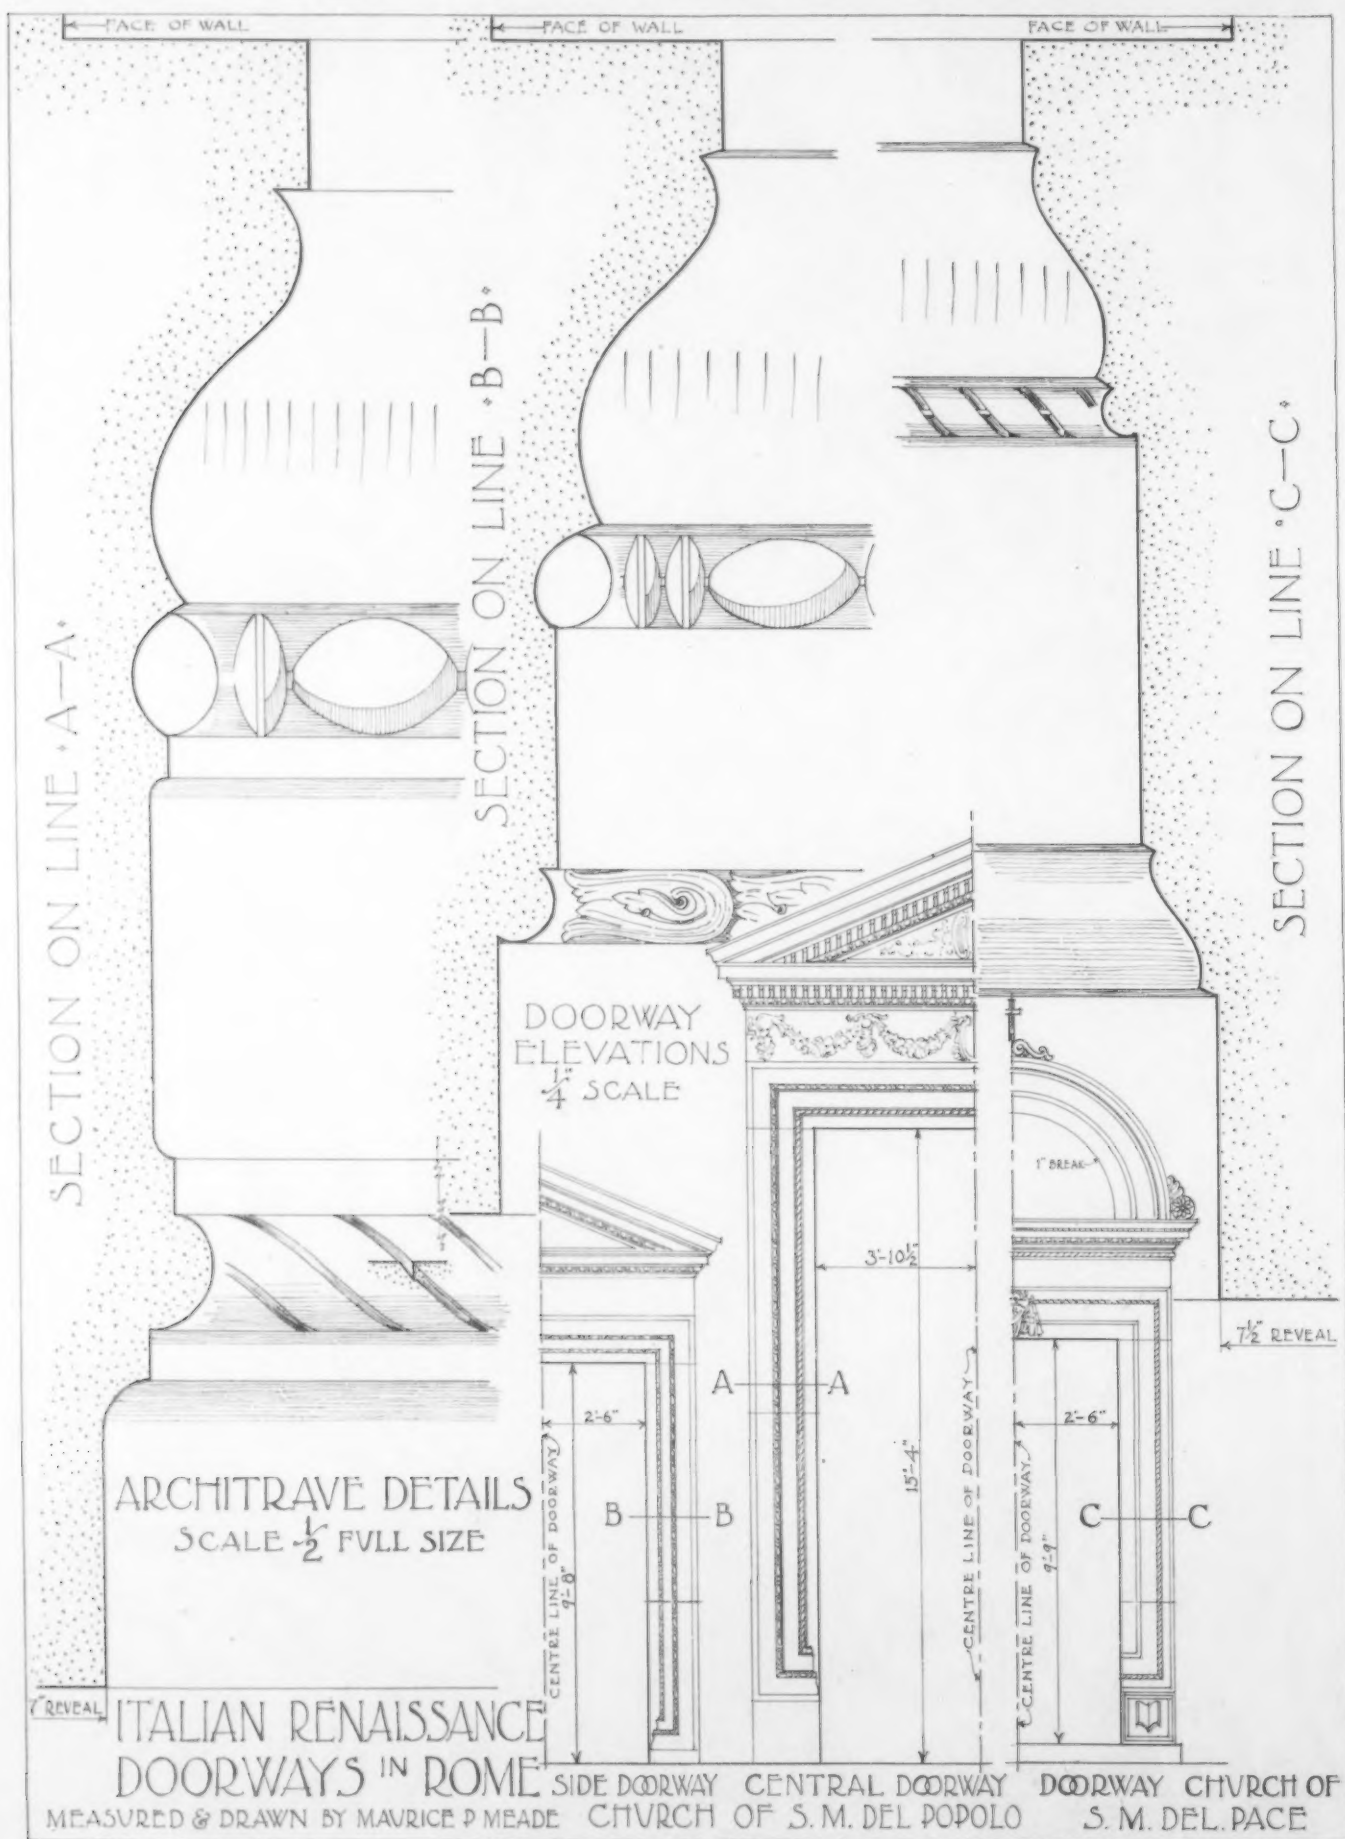 FACE OF WALL
FACE OF WALL
FACE OF WALL
SECTION ON LINE ·A—A·
SECTION ON LINE ·B—B·
SECTION ON LINE ·C—C·
DOORWAY
ELEVATIONS
1/4" SCALE
1" BREAK
3'-10½"
7½" REVEAL
A A
2'-6"
2'-6"
15'-4"
B B
C C
CENTRE LINE OF DOORWAY
9'-8"
CENTRE LINE OF DOORWAY
CENTRE LINE OF DOORWAY
9'-9"
ARCHITRAVE DETAILS
SCALE ½ FVLL SIZE
7" REVEAL
ITALIAN RENAISSANCE
DOORWAYS IN ROME
MEASURED & DRAWN BY MAURICE P MEADE
SIDE DOORWAY CENTRAL DOORWAY
CHVRCH OF S. M. DEL POPOLO
DOORWAY CHVRCH OF
S. M. DEL. PACE